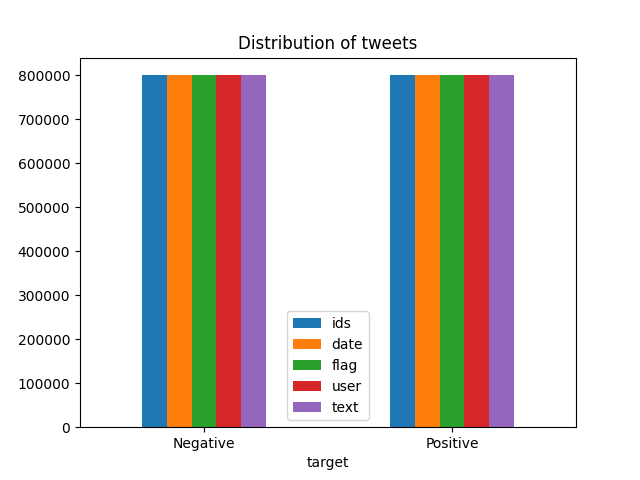 Distribution of tweets
800000
700000
600000
500000
400000
300000
200000
100000
0
ids
date
flag
user
text
Negative
Positive
target